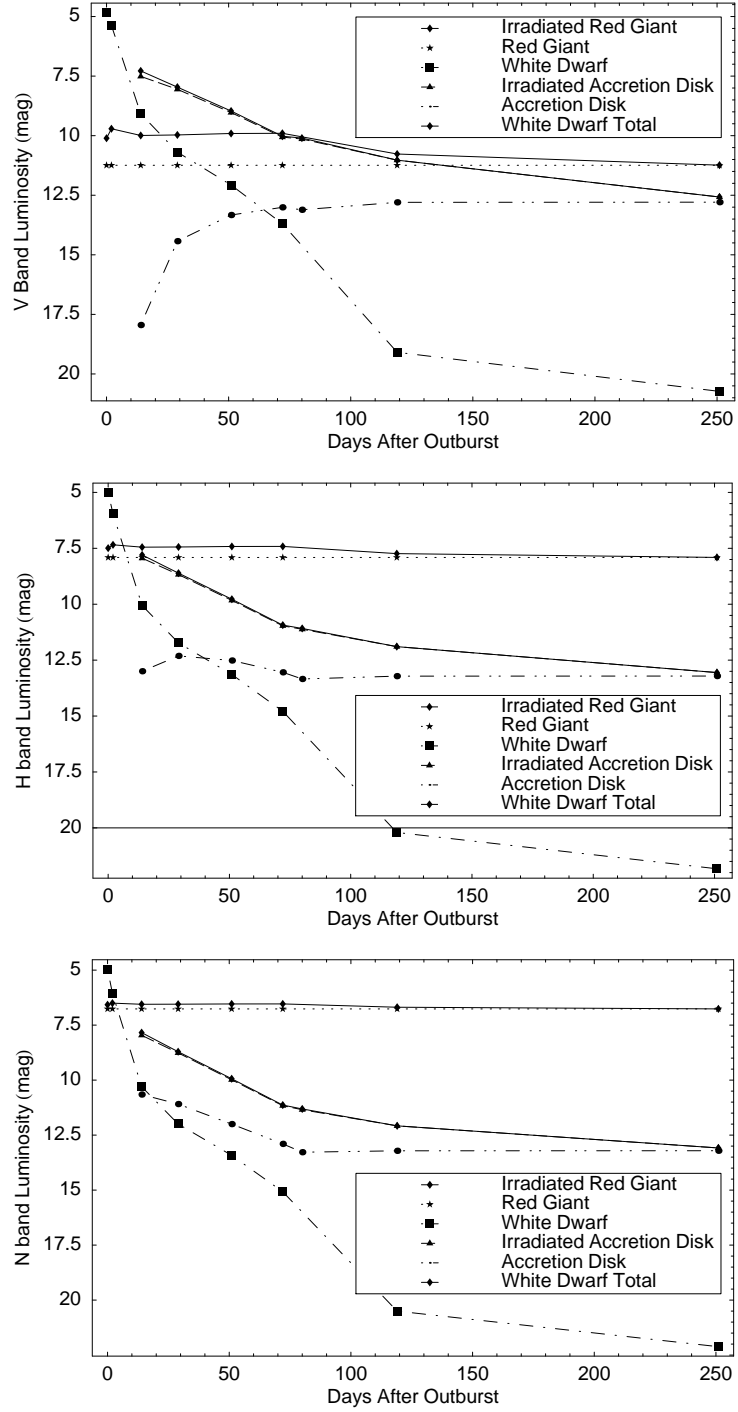 5
7.5
10
12.5
15
17.5
20
V Band Luminosity (mag)
Irradiated Red Giant
Red Giant
White Dwarf
Irradiated Accretion Disk
Accretion Disk
White Dwarf Total
0 50 100 150 200 250
Days After Outburst
5
7.5
10
12.5
15
17.5
20
H band Luminosity (mag)
Irradiated Red Giant
Red Giant
White Dwarf
Irradiated Accretion Disk
Accretion Disk
White Dwarf Total
0 50 100 150 200 250
Days After Outburst
5
7.5
10
12.5
15
17.5
20
N band Luminosity (mag)
Irradiated Red Giant
Red Giant
White Dwarf
Irradiated Accretion Disk
Accretion Disk
White Dwarf Total
0 50 100 150 200 250
Days After Outburst